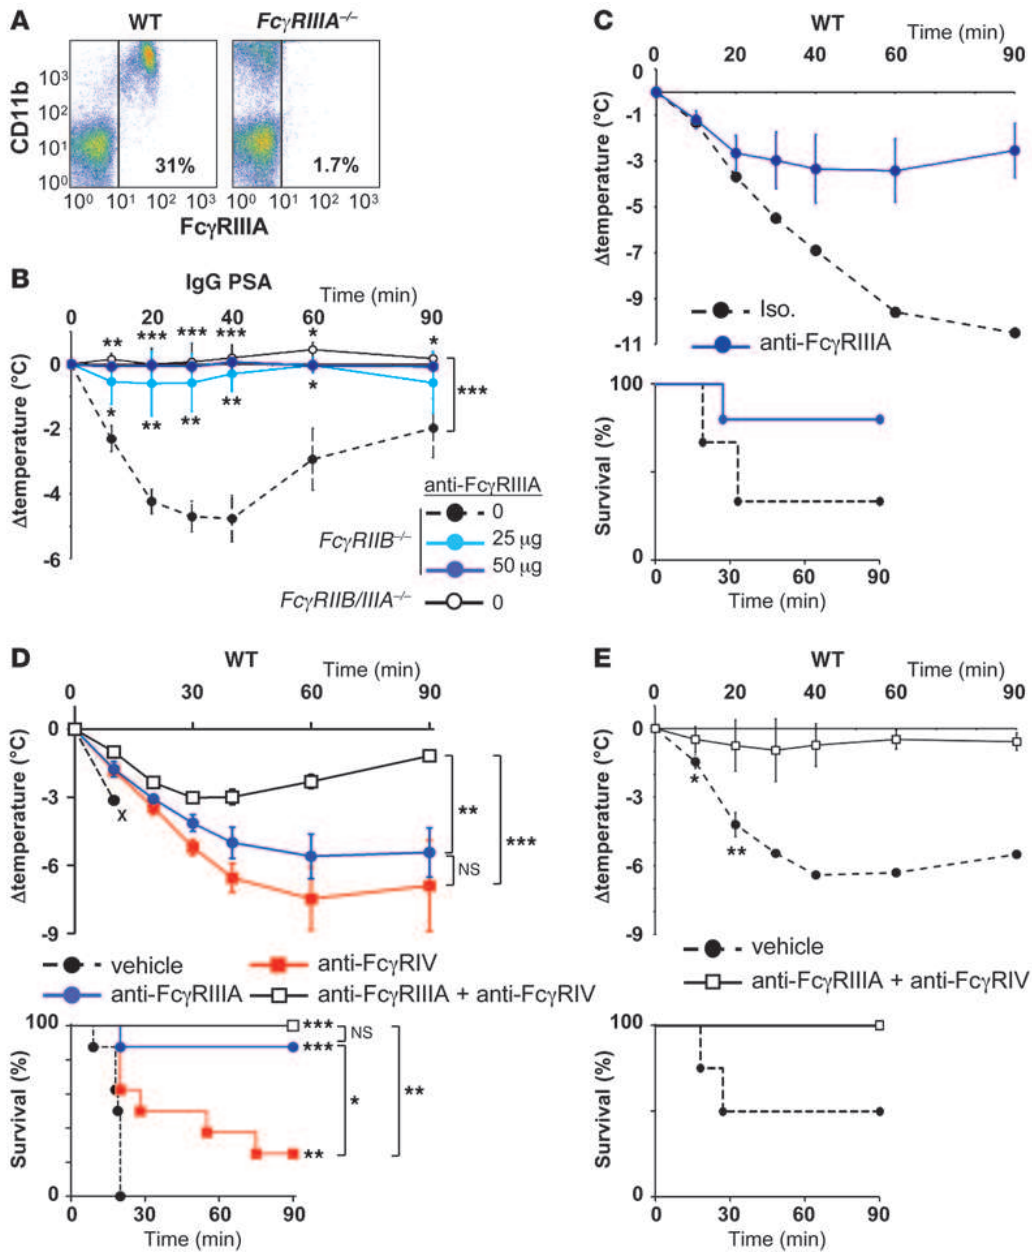 A
WT
FcγRIIIA⁻/⁻
CD11b
10³
10²
10¹
10⁰
31%
1.7%
10⁰ 10¹ 10² 10³
10⁰ 10¹ 10² 10³
FcγRIIIA
B
IgG PSA
Time (min)
0 20 40 60 90
** *** *** *** * *
0
-2
-4
-6
Δtemperature (°C)
* ** ** ** *
***
anti-FcγRIIIA
0
FcγRIIB⁻/⁻
25 µg
50 µg
FcγRIIB/IIIA⁻/⁻
0
C
WT
Time (min)
0 20 40 60 90
0
-1
-3
-5
-7
-9
-11
Δtemperature (°C)
Iso.
anti-FcγRIIIA
100
0
Survival (%)
0 30 60 90
Time (min)
D
WT
Time (min)
0 30 60 90
0
-3
-6
-9
Δtemperature (°C)
x
**
***
NS
vehicle
anti-FcγRIV
anti-FcγRIIIA
anti-FcγRIIIA + anti-FcγRIV
100
0
Survival (%)
***
NS
***
*
**
**
0 30 60 90
Time (min)
E
WT
Time (min)
0 20 40 60 90
0
-3
-6
-9
Δtemperature (°C)
*
**
vehicle
anti-FcγRIIIA + anti-FcγRIV
100
0
Survival (%)
0 30 60 90
Time (min)